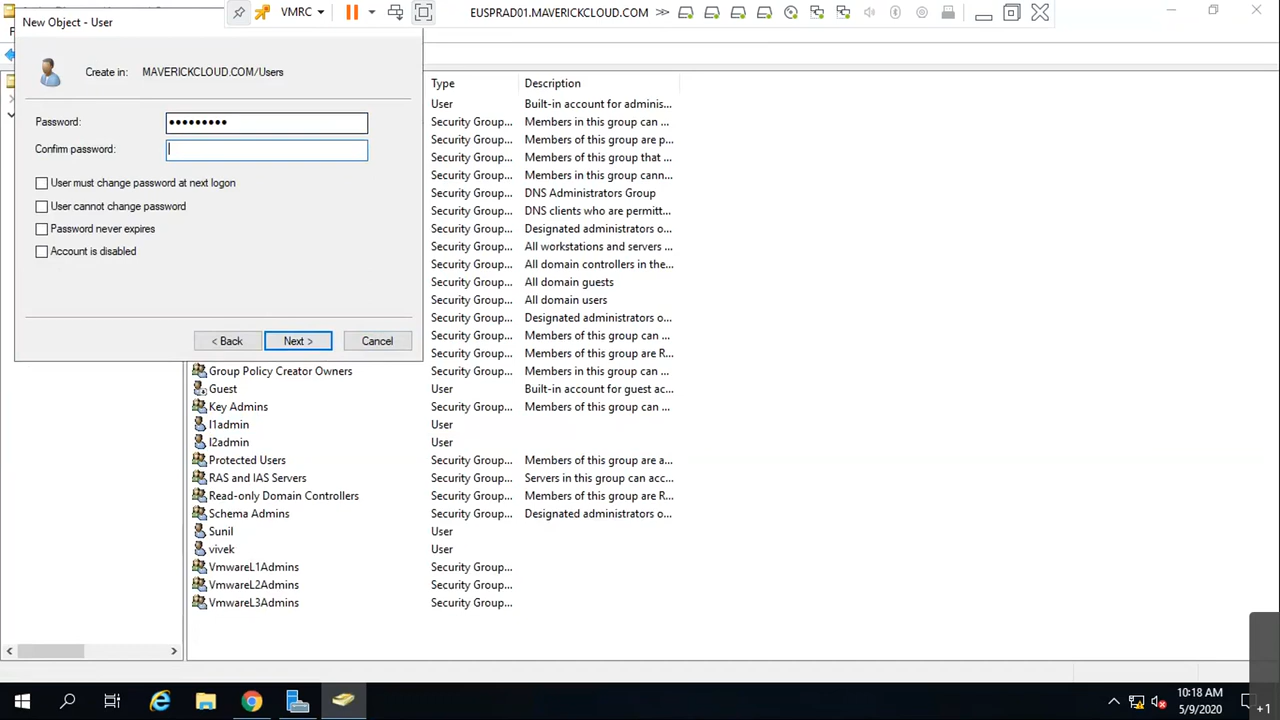 New Object - User
VMRC
EUSPRAD01.MAVERICKCLOUD.COM
Create in: MAVERICKCLOUD.COM/Users
Password: •••••••••
Confirm password:
User must change password at next logon
User cannot change password
Password never expires
Account is disabled
< Back Next > Cancel
Type Description
User Built-in account for adminis...
Security Group... Members in this group can ...
Security Group... Members of this group are p...
Security Group... Members of this group that ...
Security Group... Members in this group cann...
Security Group... DNS Administrators Group
Security Group... DNS clients who are permitt...
Security Group... Designated administrators o...
Security Group... All workstations and servers ...
Security Group... All domain controllers in the...
Security Group... All domain guests
Security Group... All domain users
Security Group... Designated administrators o...
Security Group... Members of this group can ...
Security Group... Members of this group are R...
Group Policy Creator Owners Security Group... Members in this group can ...
Guest User Built-in account for guest ac...
Key Admins Security Group... Members of this group can ...
l1admin User
l2admin User
Protected Users Security Group... Members of this group are a...
RAS and IAS Servers Security Group... Servers in this group can acc...
Read-only Domain Controllers Security Group... Members of this group are R...
Schema Admins Security Group... Designated administrators o...
Sunil User
vivek User
VmwareL1Admins Security Group...
VmwareL2Admins Security Group...
VmwareL3Admins Security Group...
10:18 AM
5/9/2020
+1